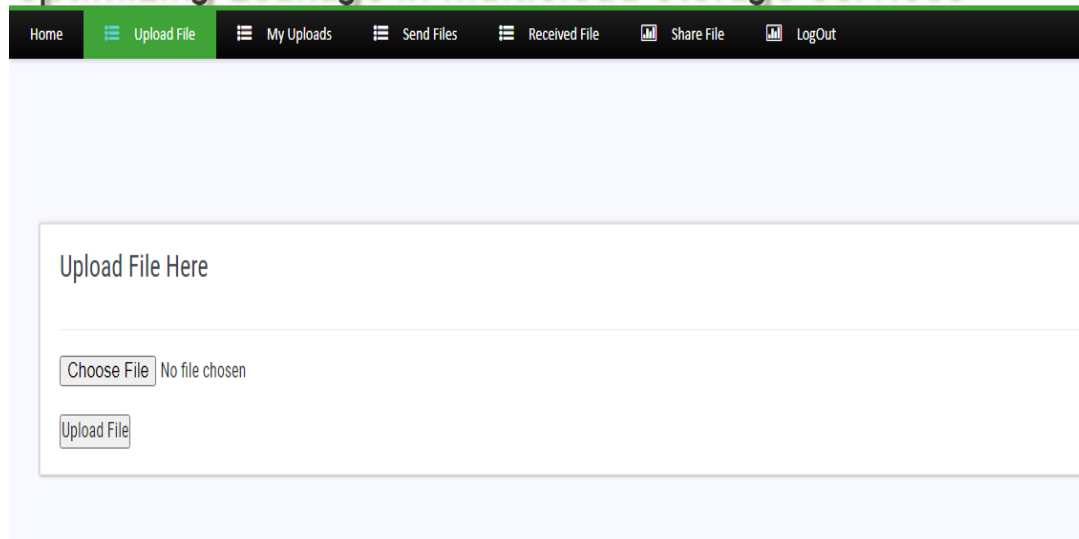 Home Upload File My Uploads Send Files Received File Share File LogOut
Upload File Here
Choose File No file chosen
Upload File